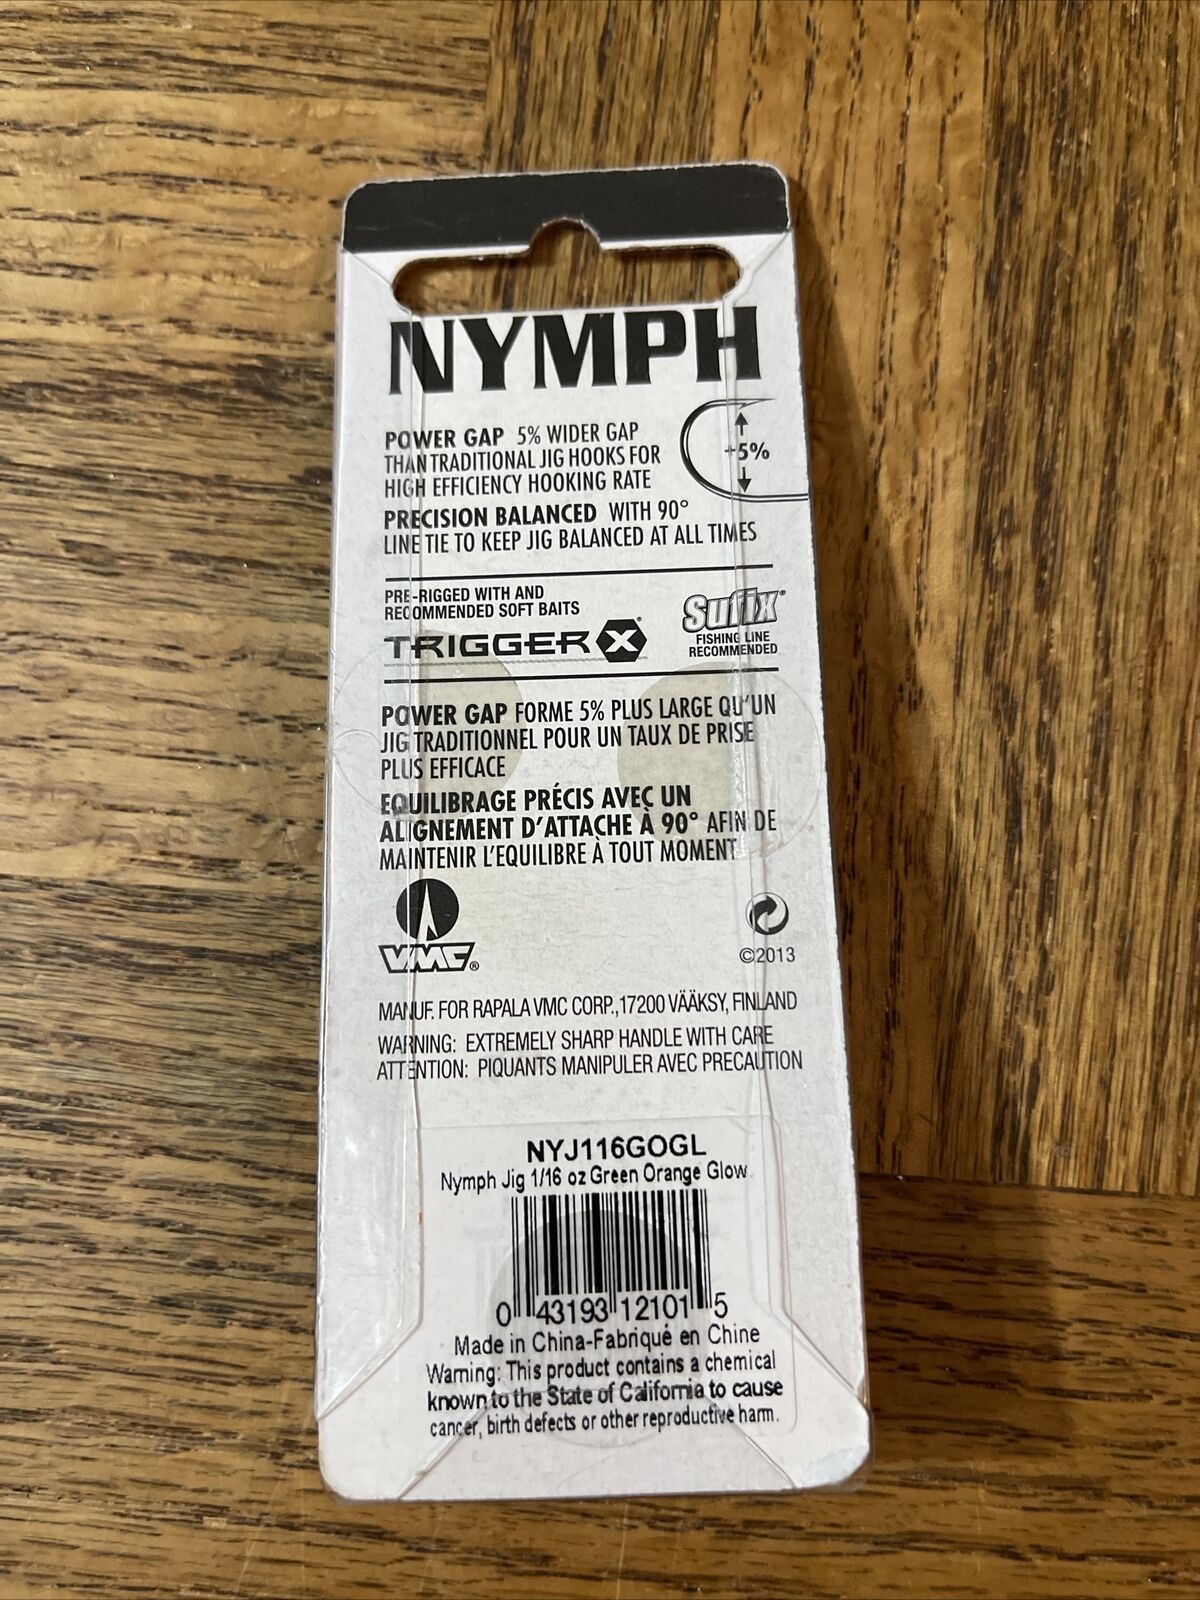 NYMPH
POWER GAP 5% WIDER GAP
THAN TRADITIONAL JIG HOOKS FOR
HIGH EFFICIENCY HOOKING RATE
+5%
PRECISION BALANCED WITH 90°
LINE TIE TO KEEP JIG BALANCED AT ALL TIMES
PRE-RIGGED WITH AND
RECOMMENDED SOFT BAITS
TRIGGER X®
Sufix®
FISHING LINE
RECOMMENDED
POWER GAP FORME 5% PLUS LARGE QU'UN
JIG TRADITIONNEL POUR UN TAUX DE PRISE
PLUS EFFICACE
EQUILIBRAGE PRÉCIS AVEC UN
ALIGNEMENT D'ATTACHE À 90° AFIN DE
MAINTENIR L'EQUILIBRE À TOUT MOMENT
VMC®
©2013
MANUF. FOR RAPALA VMC CORP., 17200 VÄÄKSY, FINLAND
WARNING: EXTREMELY SHARP HANDLE WITH CARE
ATTENTION: PIQUANTS MANIPULER AVEC PRECAUTION
NYJ116GOGL
Nymph Jig 1/16 oz Green Orange Glow
0 43193 12101 5
Made in China-Fabriqué en Chine
Warning: This product contains a chemical
known to the State of California to cause
cancer, birth defects or other reproductive harm.